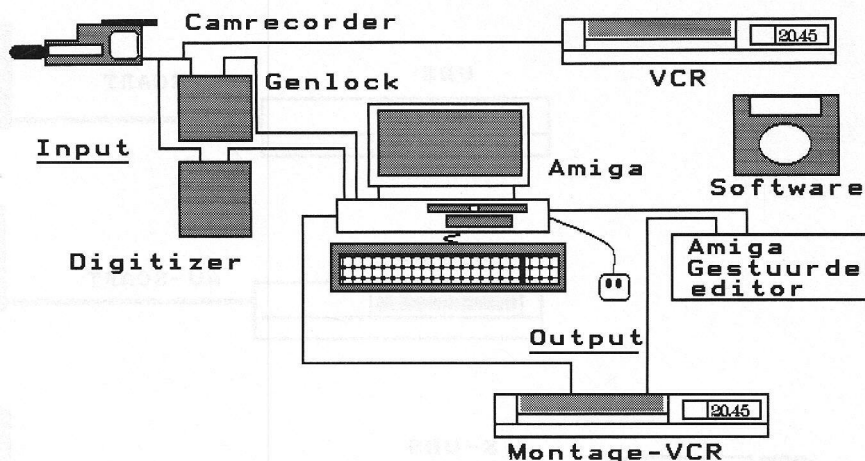 Camrecorder
20.45
VCR
Genlock
Input
Amiga
Software
Digitizer
Amiga
Gestuurde
editor
Output
20.45
Montage-VCR